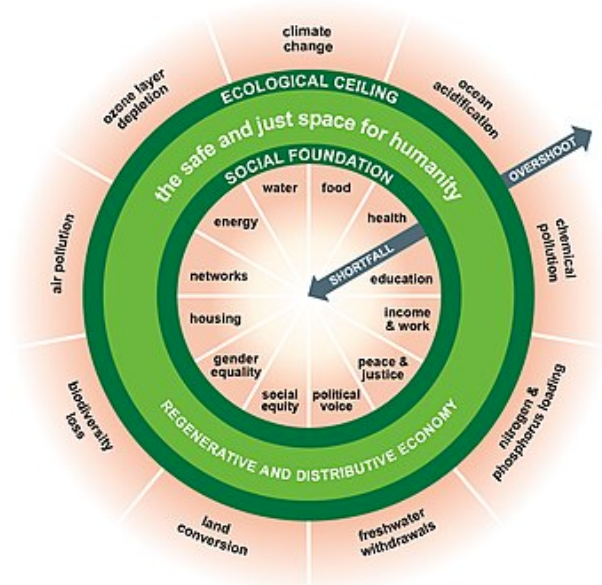 climate
change
ocean
acidification
chemical
pollution
nitrogen &
phosphorus loading
freshwater
withdrawals
land
conversion
biodiversity
loss
air pollution
ozone layer
depletion
OVERSHOOT
ECOLOGICAL CEILING
the safe and just space for humanity
SOCIAL FOUNDATION
water
food
health
SHORTFALL
education
income
& work
peace &
justice
political
voice
social
equity
gender
equality
housing
networks
energy
REGENERATIVE AND DISTRIBUTIVE ECONOMY